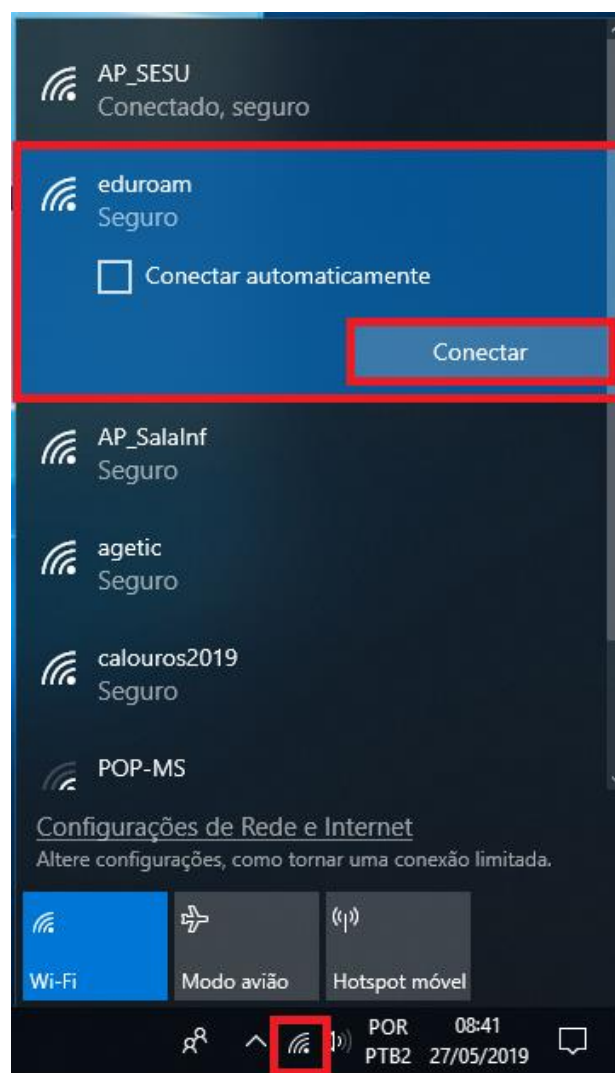 AP_SESU
Conectado, seguro
eduroam
Seguro
Conectar automaticamente
Conectar
AP_SalaInf
Seguro
agetic
Seguro
calouros2019
Seguro
POP-MS
Configurações de Rede e Internet
Altere configurações, como tornar uma conexão limitada.
Wi-Fi
Modo avião
Hotspot móvel
POR
PTB2
08:41
27/05/2019